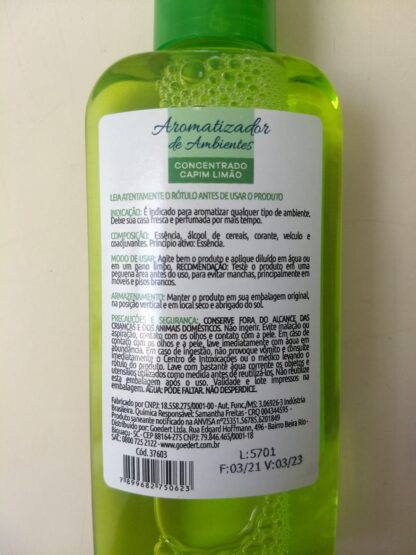 Aromatizador
de Ambientes
CONCENTRADO
CAPIM LIMÃO
LEIA ATENTAMENTE O RÓTULO ANTES DE USAR O PRODUTO
INDICAÇÃO: É indicado para aromatizar qualquer tipo de ambiente.
Deixe sua casa fresca e perfumada por mais tempo.
COMPOSIÇÃO: Essência, álcool de cereais, corante, veículo e
coadjuvantes. Princípio ativo: Essência.
MODO DE USAR: Agite bem o produto e aplique diluído em água ou
em um pano limpo. RECOMENDAÇÃO: Teste o produto em uma
pequena área antes do uso, para evitar manchas, principalmente em
móveis e pisos brancos.
ARMAZENAMENTO: Manter o produto em sua embalagem original,
na posição vertical e em local seco e abrigado do sol.
PRECAUÇÕES E SEGURANÇA: CONSERVE FORA DO ALCANCE DAS
CRIANÇAS E DOS ANIMAIS DOMÉSTICOS. Não ingerir. Evite inalação ou
aspiração, contato com os olhos e contato com a pele. Em caso de
contato com os olhos e a pele, lave imediatamente com água em
abundância. Em caso de ingestão, não provoque vômito e consulte
imediatamente o Centro de Intoxicações ou o médico levando o
rótulo do produto. Lave com bastante água corrente os objetos e
utensílios utilizados como medida antes de reutilizá-los. Não reutilize
esta embalagem após o uso. Validade e lote impressos na
embalagem. ÁGUA: PODE FALTAR. NÃO DESPERDICE.
Fabricado por CNPJ: 18.558.275/0001-00 - Aut, Func./MS: 3.06926-3 Indústria
Brasileira. Química Responsável: Samantha Freitas - CRQ 004344595 -
Produto saneante notificado na ANVISA nº25351.56785.6201849-5
Distribuído por: Goedert Ltda. Rua Edgard Hoffmann, 496 - Bairro Beira Rio -
Biguaçu - SC - CEP 88164-275 CNPJ: 79.846.465/0001-18
SAC: 0800 725 2122 - www.goedert.com.br
Cód. 37603
L:5701
F:03/21 V:03/23
7899682750623